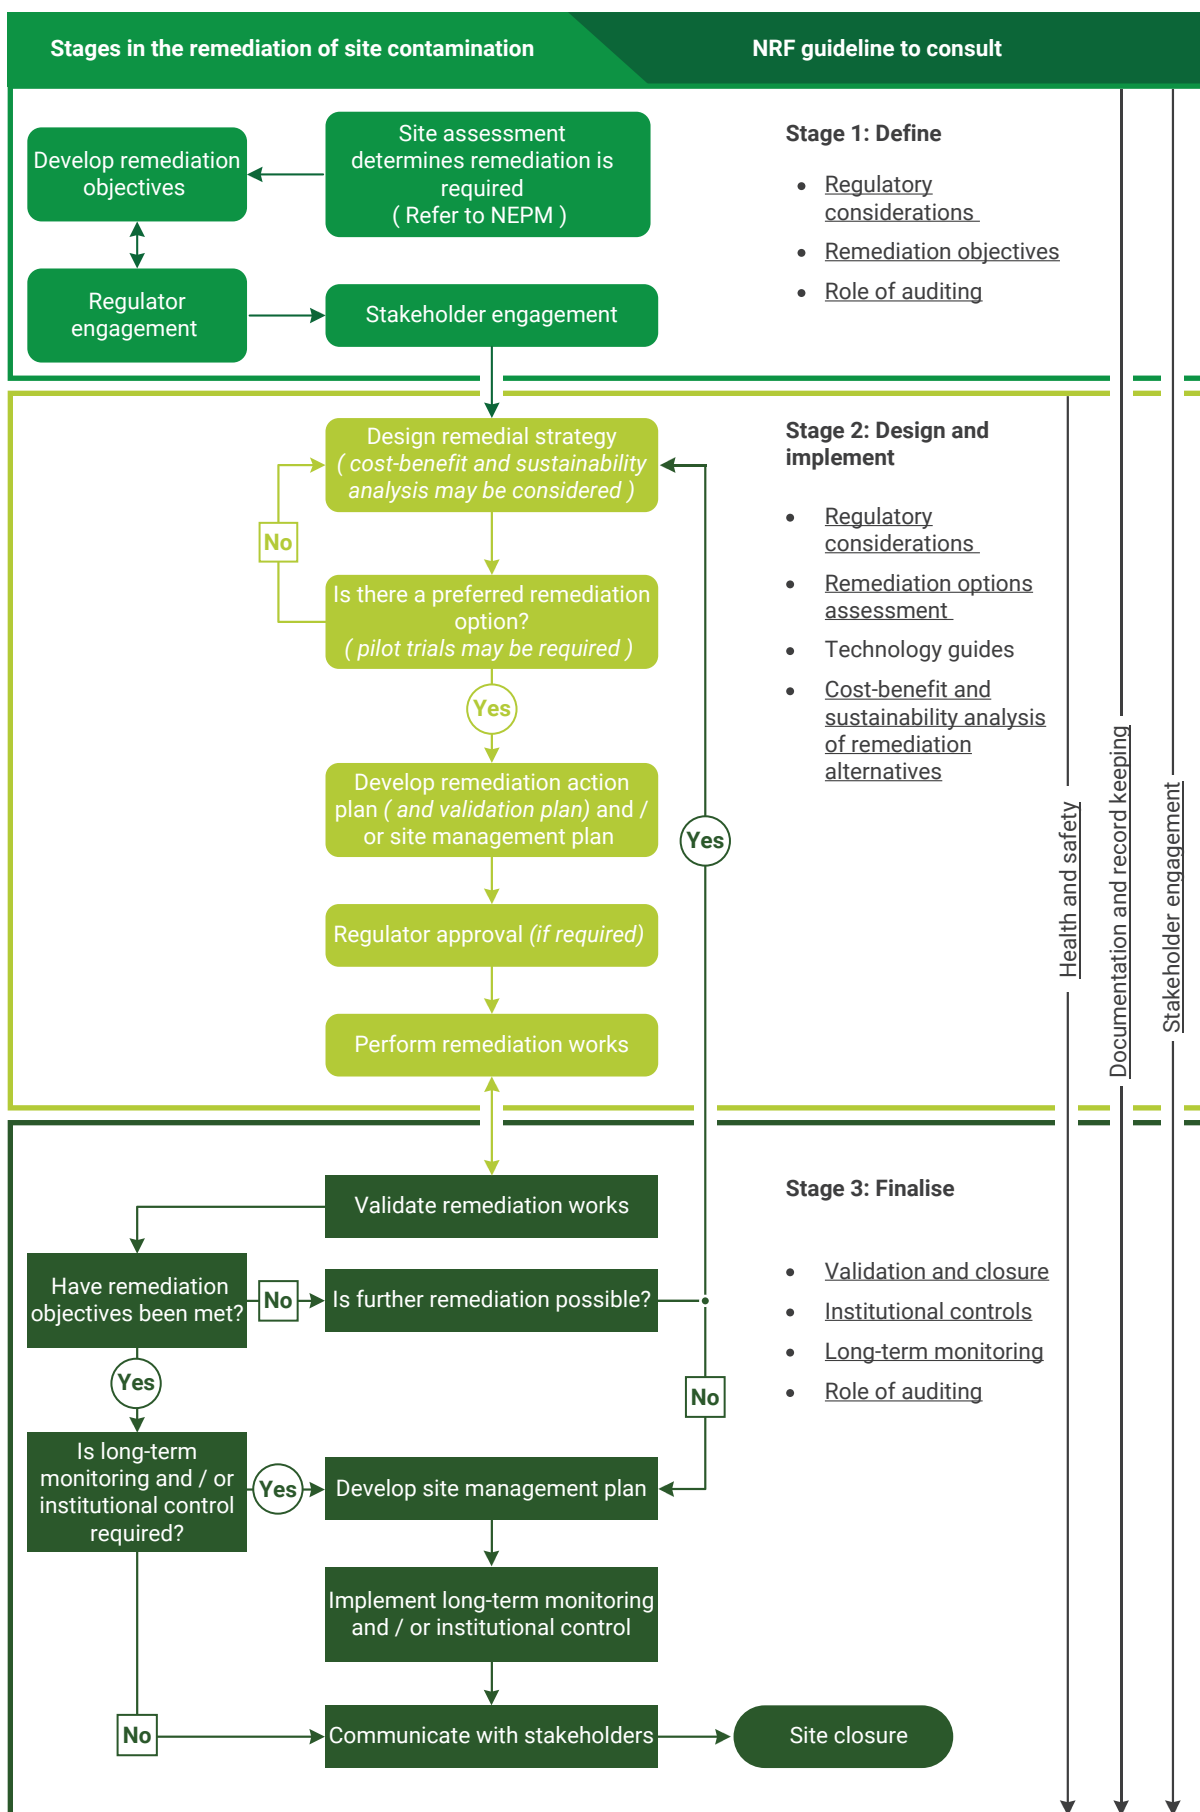 Stages in the remediation of site contamination
NRF guideline to consult
Develop remediation
objectives
Site assessment
determines remediation is
required
( Refer to NEPM )
Regulator
engagement
Stakeholder engagement
Stage 1: Define
• Regulatory
considerations
• Remediation objectives
• Role of auditing
Design remedial strategy
( cost-benefit and sustainability
analysis may be considered )
No
Is there a preferred remediation
option?
( pilot trials may be required )
Yes
Develop remediation action
plan ( and validation plan) and /
or site management plan
Yes
Regulator approval (if required)
Perform remediation works
Stage 2: Design and
implement
• Regulatory
considerations
• Remediation options
assessment
• Technology guides
• Cost-benefit and
sustainability analysis
of remediation
alternatives
Health and safety
Documentation and record keeping
Stakeholder engagement
Validate remediation works
Have remediation
objectives been met?
No
Is further remediation possible?
Yes
No
Is long-term
monitoring and / or
institutional control
required?
Yes
Develop site management plan
Implement long-term monitoring
and / or institutional control
No
Communicate with stakeholders
Site closure
Stage 3: Finalise
• Validation and closure
• Institutional controls
• Long-term monitoring
• Role of auditing